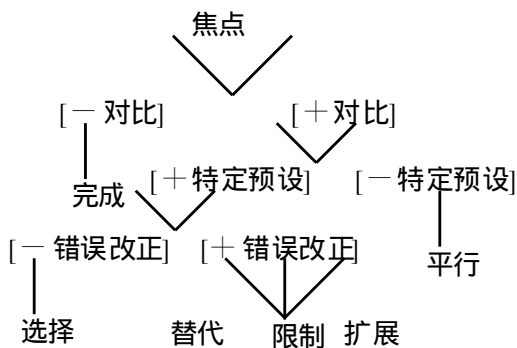 焦点
[－对比] [＋对比]
完成 [＋特定预设] [－特定预设]
[－错误改正] [＋错误改正] 平行
选择 替代 限制 扩展